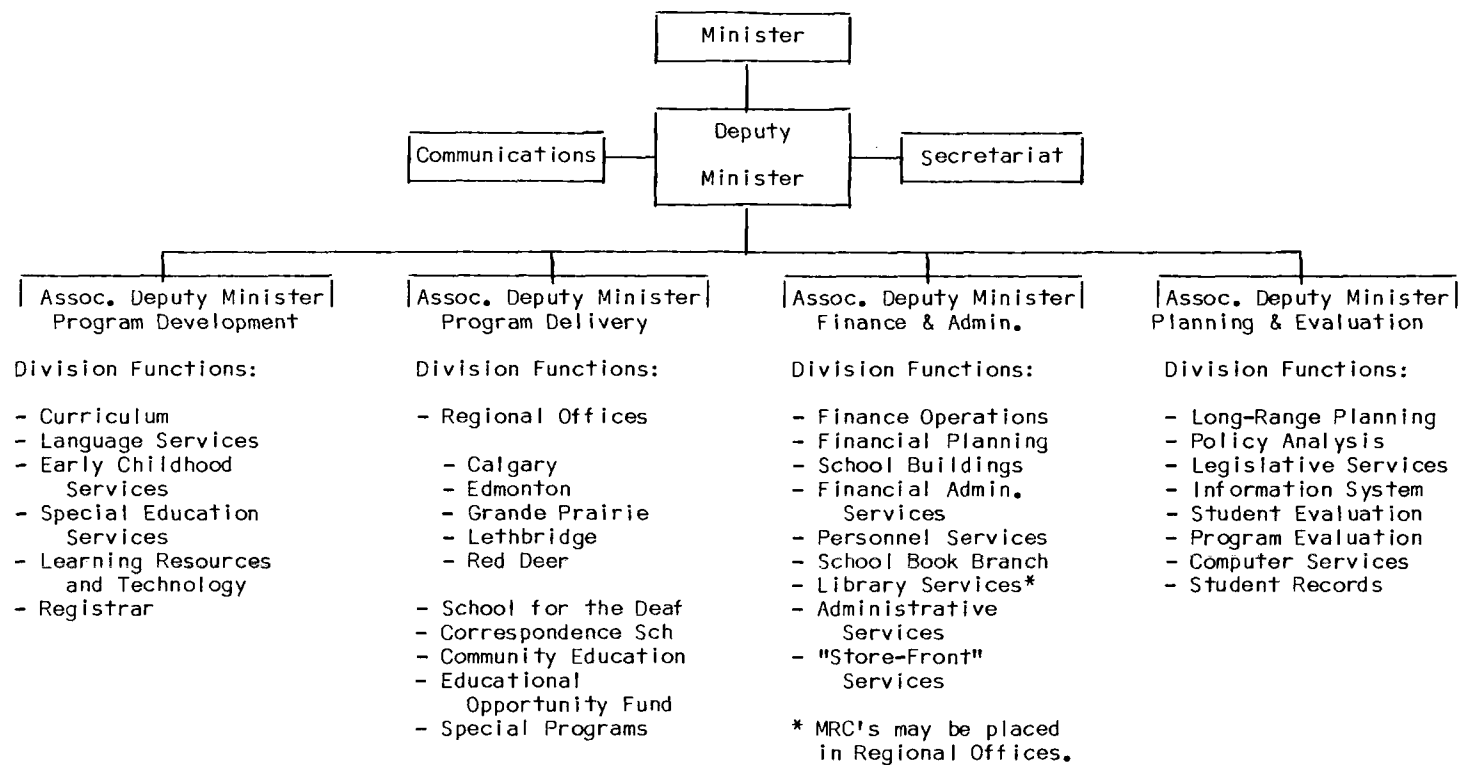 Minister
Communications
Deputy
Minister
Secretariat
Assoc. Deputy Minister
Program Development
Division Functions:
- Curriculum
- Language Services
- Early Childhood
Services
- Special Education
Services
- Learning Resources
and Technology
- Registrar
Assoc. Deputy Minister
Program Delivery
Division Functions:
- Regional Offices
- Calgary
- Edmonton
- Grande Prairie
- Lethbridge
- Red Deer
- School for the Deaf
- Correspondence Sch
- Community Education
- Educational
Opportunity Fund
- Special Programs
Assoc. Deputy Minister
Finance & Admin.
Division Functions:
- Finance Operations
- Financial Planning
- School Buildings
- Financial Admin.
Services
- Personnel Services
- School Book Branch
- Library Services*
- Administrative
Services
- "Store-Front"
Services
* MRC's may be placed
in Regional Offices.
Assoc. Deputy Minister
Planning & Evaluation
Division Functions:
- Long-Range Planning
- Policy Analysis
- Legislative Services
- Information System
- Student Evaluation
- Program Evaluation
- Computer Services
- Student Records